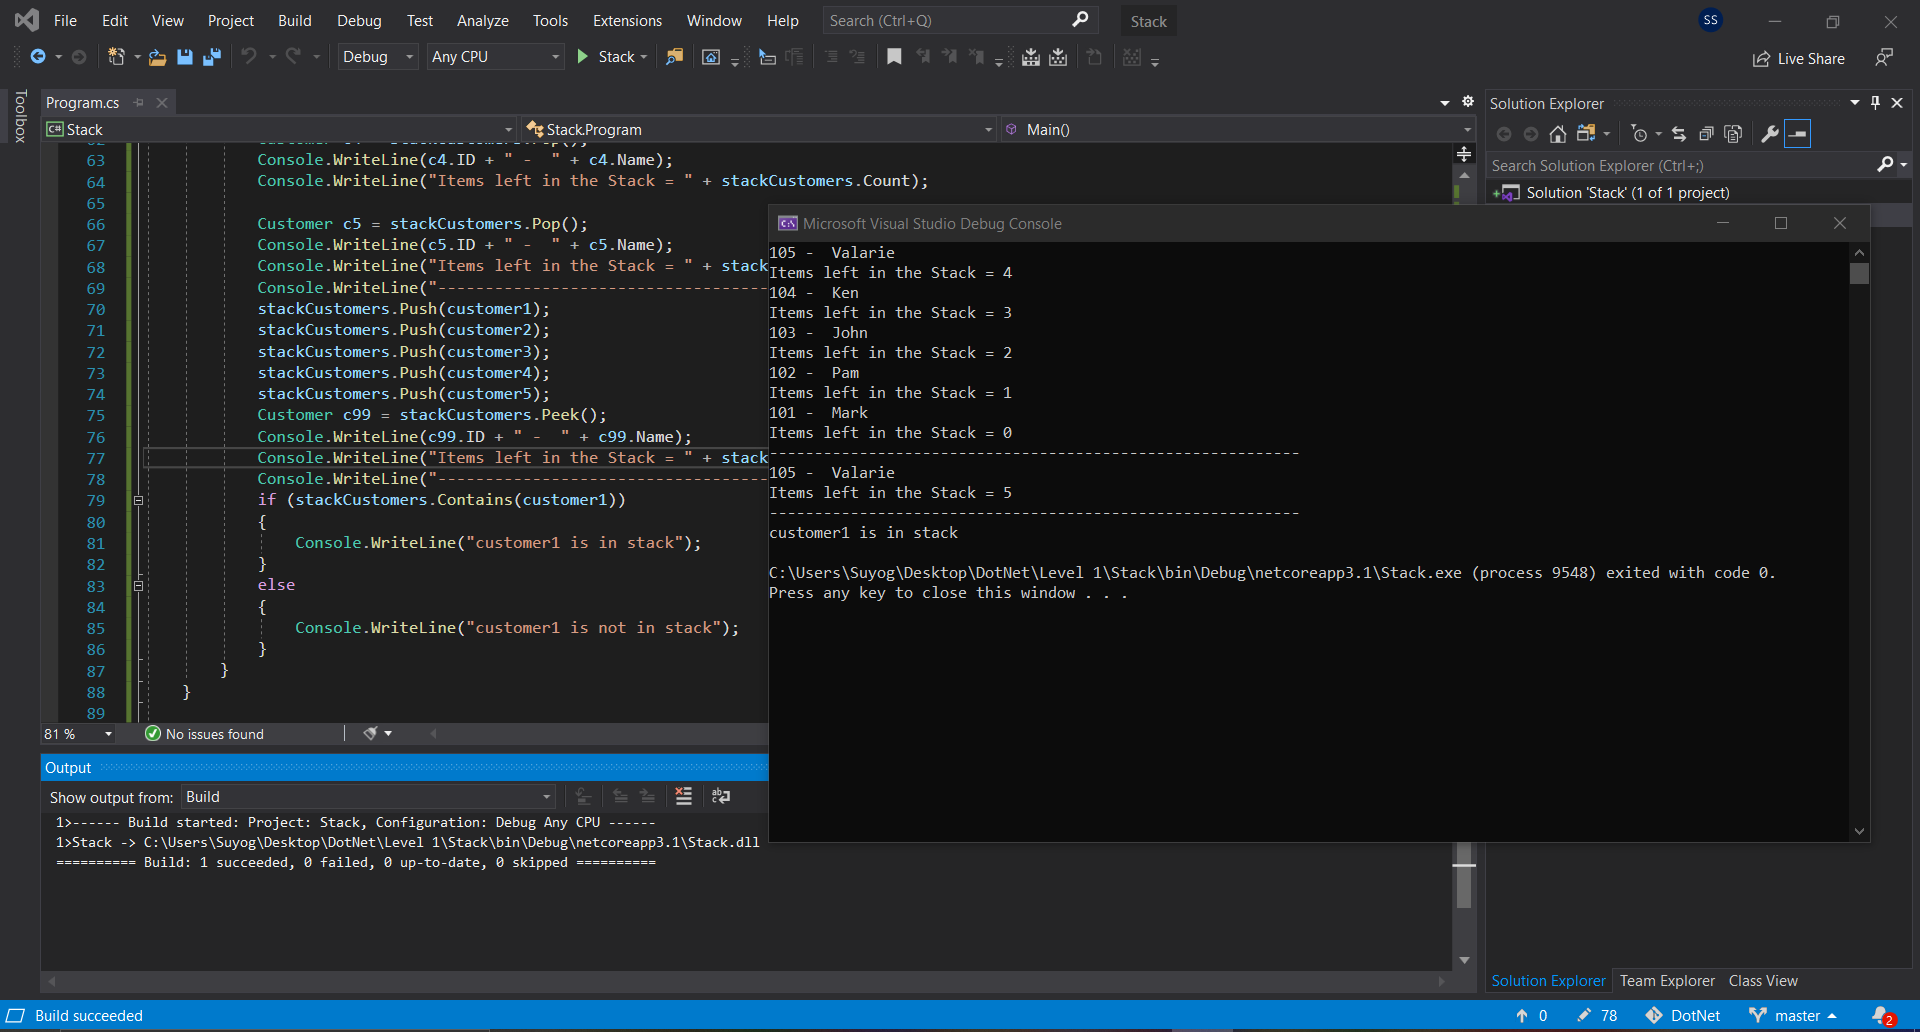 File Edit View Project Build Debug Test Analyze Tools Extensions Window Help Search (Ctrl+Q) Stack SS
Debug Any CPU Stack Live Share
Toolbox
Program.cs
C# Stack Stack.Program Main()
63 Console.WriteLine(c4.ID + " -  " + c4.Name);
64 Console.WriteLine("Items left in the Stack = " + stackCustomers.Count);
65
66 Customer c5 = stackCustomers.Pop();
67 Console.WriteLine(c5.ID + " -  " + c5.Name);
68 Console.WriteLine("Items left in the Stack = " + stack
69 Console.WriteLine("-----------------------------------
70 stackCustomers.Push(customer1);
71 stackCustomers.Push(customer2);
72 stackCustomers.Push(customer3);
73 stackCustomers.Push(customer4);
74 stackCustomers.Push(customer5);
75 Customer c99 = stackCustomers.Peek();
76 Console.WriteLine(c99.ID + " -  " + c99.Name);
77 Console.WriteLine("Items left in the Stack = " + stack
78 Console.WriteLine("-----------------------------------
79 if (stackCustomers.Contains(customer1))
80 {
81 Console.WriteLine("customer1 is in stack");
82 }
83 else
84 {
85 Console.WriteLine("customer1 is not in stack");
86 }
87 }
88 }
89
81 % No issues found
Microsoft Visual Studio Debug Console
105 -  Valarie
Items left in the Stack = 4
104 -  Ken
Items left in the Stack = 3
103 -  John
Items left in the Stack = 2
102 -  Pam
Items left in the Stack = 1
101 -  Mark
Items left in the Stack = 0
-----------------------------------------------------------
105 -  Valarie
Items left in the Stack = 5
-----------------------------------------------------------
customer1 is in stack
C:\Users\Suyog\Desktop\DotNet\Level 1\Stack\bin\Debug\netcoreapp3.1\Stack.exe (process 9548) exited with code 0.
Press any key to close this window . . .
Solution Explorer
Search Solution Explorer (Ctrl+;)
Solution 'Stack' (1 of 1 project)
Output
Show output from: Build
1>------ Build started: Project: Stack, Configuration: Debug Any CPU ------
1>Stack -> C:\Users\Suyog\Desktop\DotNet\Level 1\Stack\bin\Debug\netcoreapp3.1\Stack.dll
========== Build: 1 succeeded, 0 failed, 0 up-to-date, 0 skipped ==========
Solution Explorer Team Explorer Class View
Build succeeded 0 78 DotNet master 2